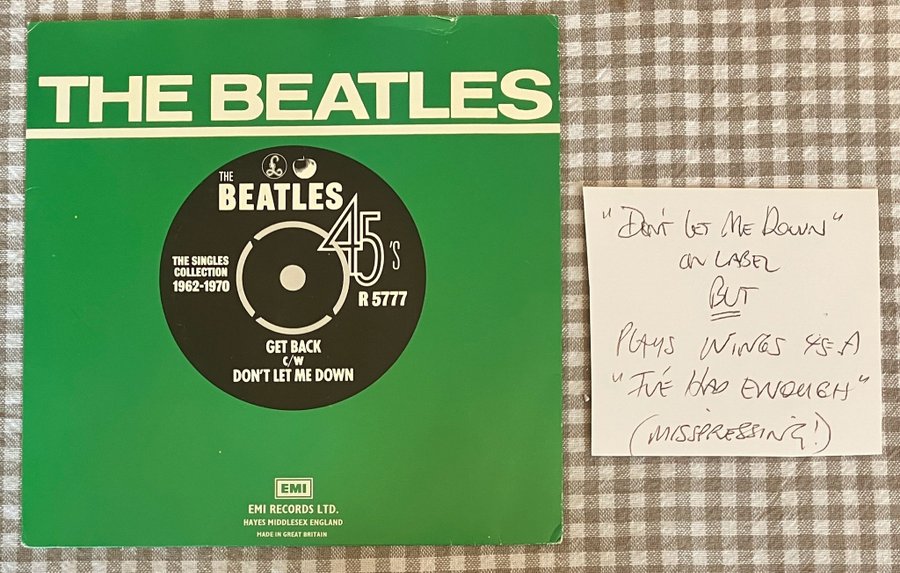 THE BEATLES
£
THE
BEATLES
45'S
THE SINGLES
COLLECTION
1962-1970
R 5777
GET BACK
C/W
DON'T LET ME DOWN
EMI
EMI RECORDS LTD.
HAYES MIDDLESEX ENGLAND
MADE IN GREAT BRITAIN
"DON'T LET ME DOWN"
ON LABEL
BUT
PLAYS WINGS 45-A
"I'VE HAD ENOUGH"
(MISSPRESSING!)